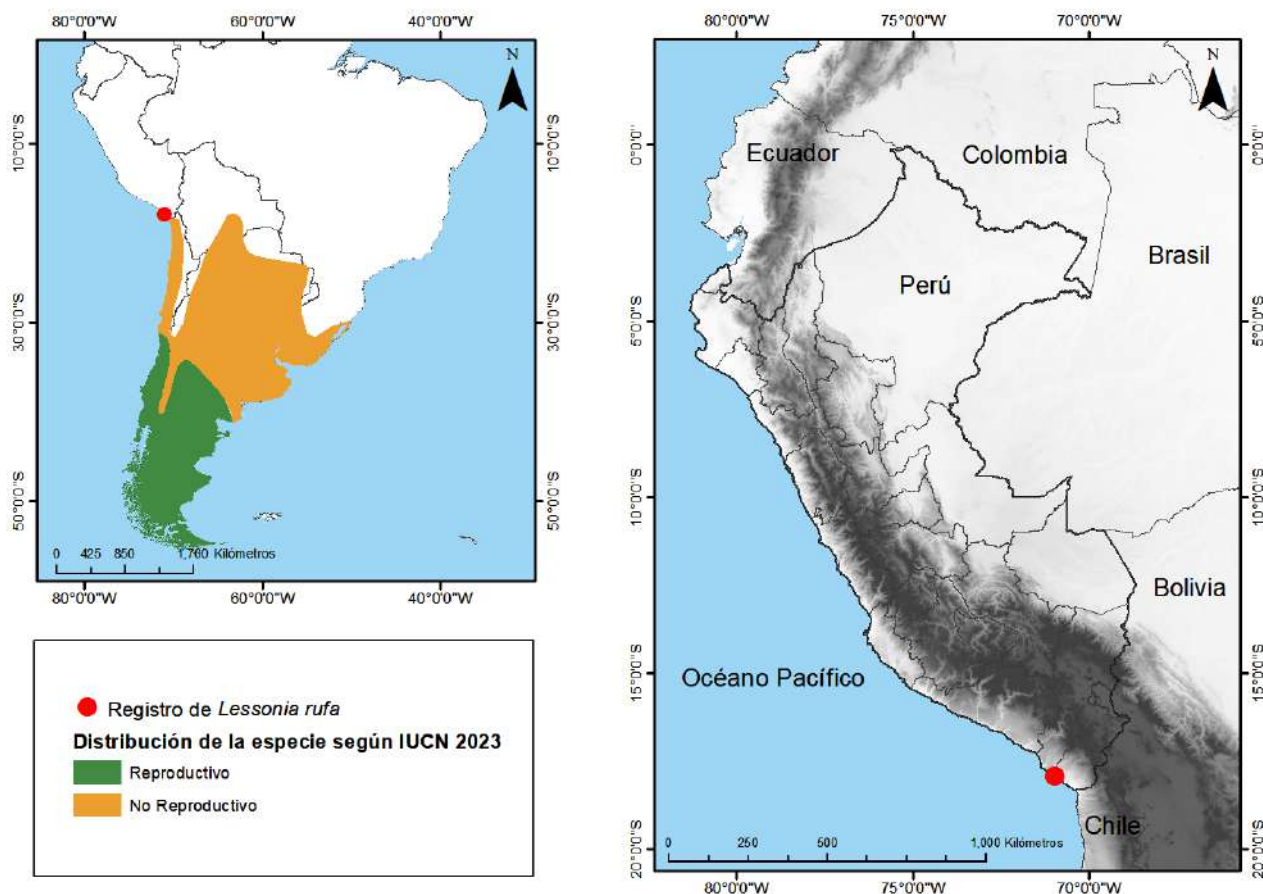 80°0'0"W 60°0'0"W 40°0'0"W
N
10°0'0"S
30°0'0"S
50°0'0"S
10°0'0"S
30°0'0"S
50°0'0"S
0 425 850 1,700 Kilómetros
80°0'0"W 60°0'0"W 40°0'0"W
Registro de Lessonia rufa
Distribución de la especie según IUCN 2023
Reproductivo
No Reproductivo
80°0'0"W 75°0'0"W 70°0'0"W
N
0°0'0"
5°0'0"S
10°0'0"S
15°0'0"S
20°0'0"S
0°0'0"
5°0'0"S
10°0'0"S
15°0'0"S
20°0'0"S
Ecuador
Colombia
Brasil
Perú
Bolivia
Océano Pacífico
Chile
0 250 500 1,000 Kilómetros
80°0'0"W 75°0'0"W 70°0'0"W